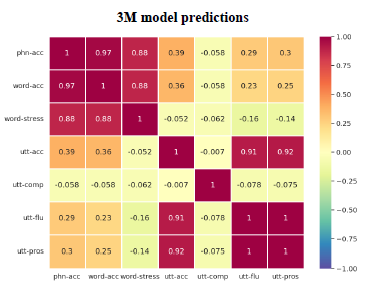 3M model predictions
1.00
phn-acc 1 0.97 0.88 0.39 -0.058 0.29 0.3
0.75
word-acc 0.97 1 0.88 0.36 -0.058 0.23 0.25
0.50
word-stress 0.88 0.88 1 -0.052 -0.062 -0.16 -0.14
0.25
utt-acc 0.39 0.36 -0.052 1 -0.007 0.91 0.92
0.00
−0.25
utt-comp -0.058 -0.058 -0.062 -0.007 1 -0.078 -0.075
−0.50
utt-flu 0.29 0.23 -0.16 0.91 -0.078 1 1
−0.75
utt-pros 0.3 0.25 -0.14 0.92 -0.075 1 1
−1.00
phn-acc word-acc word-stress utt-acc utt-comp utt-flu utt-pros